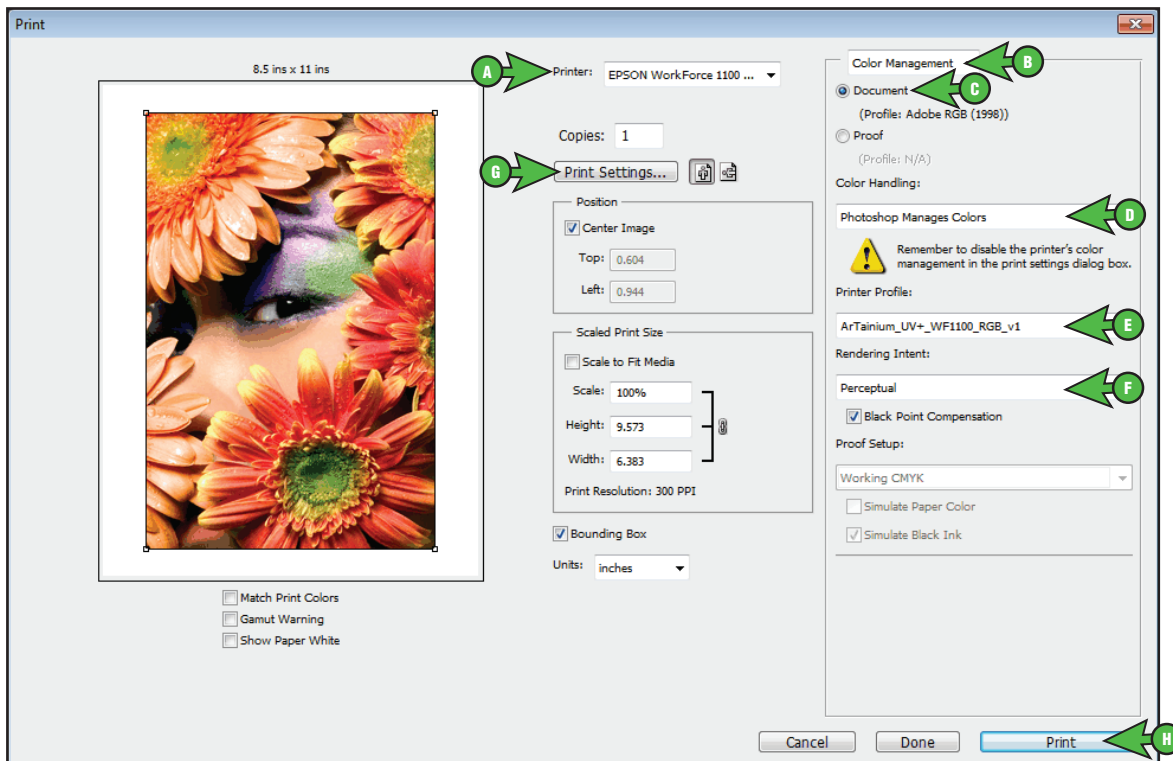 Print
8.5 ins x 11 ins
A
Printer:
EPSON WorkForce 1100 ...
Copies:
1
G
Print Settings...
Position
Center Image
Top:
0.604
Left:
0.944
Scaled Print Size
Scale to Fit Media
Scale:
100%
Height:
9.573
Width:
6.383
Print Resolution: 300 PPI
Bounding Box
Units:
inches
Match Print Colors
Gamut Warning
Show Paper White
Color Management
B
Document
C
(Profile: Adobe RGB (1998))
Proof
(Profile: N/A)
Color Handling:
Photoshop Manages Colors
D
Remember to disable the printer's color
management in the print settings dialog box.
Printer Profile:
ArTainium_UV+_WF1100_RGB_v1
E
Rendering Intent:
Perceptual
F
Black Point Compensation
Proof Setup:
Working CMYK
Simulate Paper Color
Simulate Black Ink
Cancel
Done
Print
H